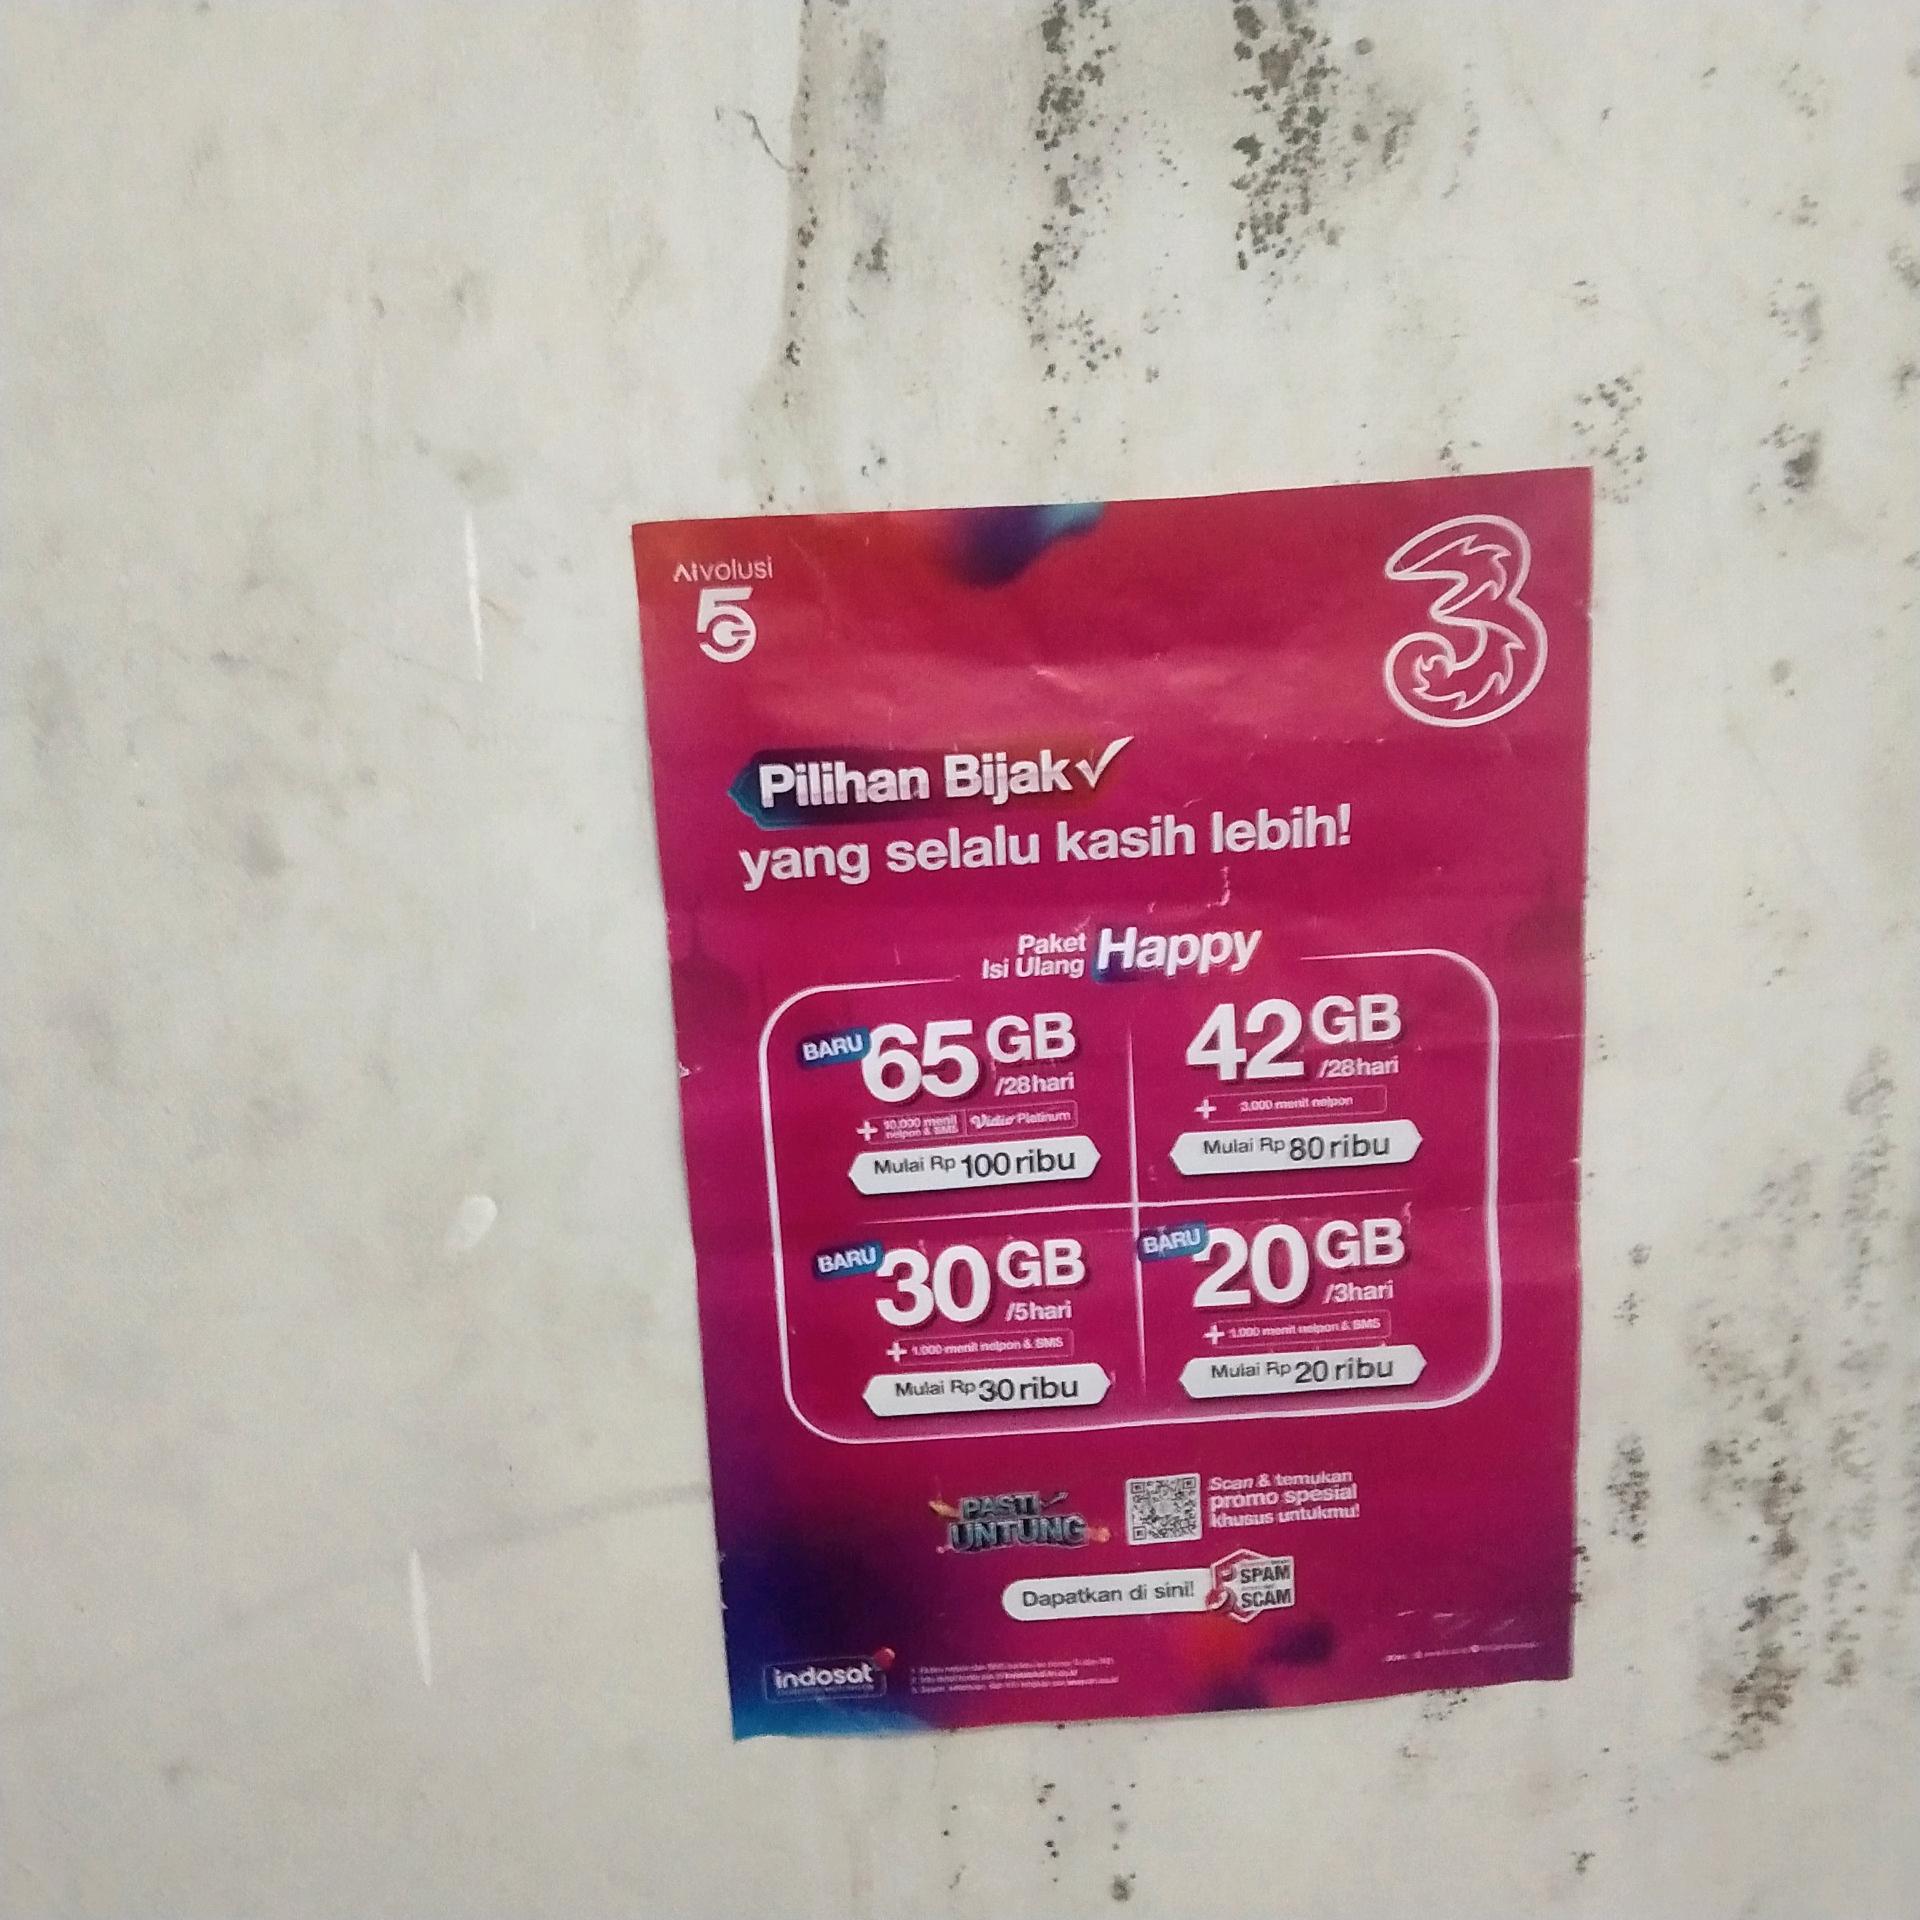 AIvolusi
5G
3
Pilihan Bijak
yang selalu kasih lebih!
Paket
Isi Ulang
Happy
BARU
65 GB
/28hari
+ 10.000 menit
nelpon & SMS
Vidio Platinum
Mulai Rp 100 ribu
42 GB
/28hari
+ 3.000 menit nelpon
Mulai Rp 80 ribu
BARU
30 GB
/5hari
+ 1.000 menit nelpon & SMS
Mulai Rp 30 ribu
BARU
20 GB
/3hari
+ 1.000 menit nelpon & SMS
Mulai Rp 20 ribu
PASTI
UNTUNG
Scan & temukan
promo spesial
khusus untukmu!
Dapatkan di sini!
SPAM
SCAM
indosat